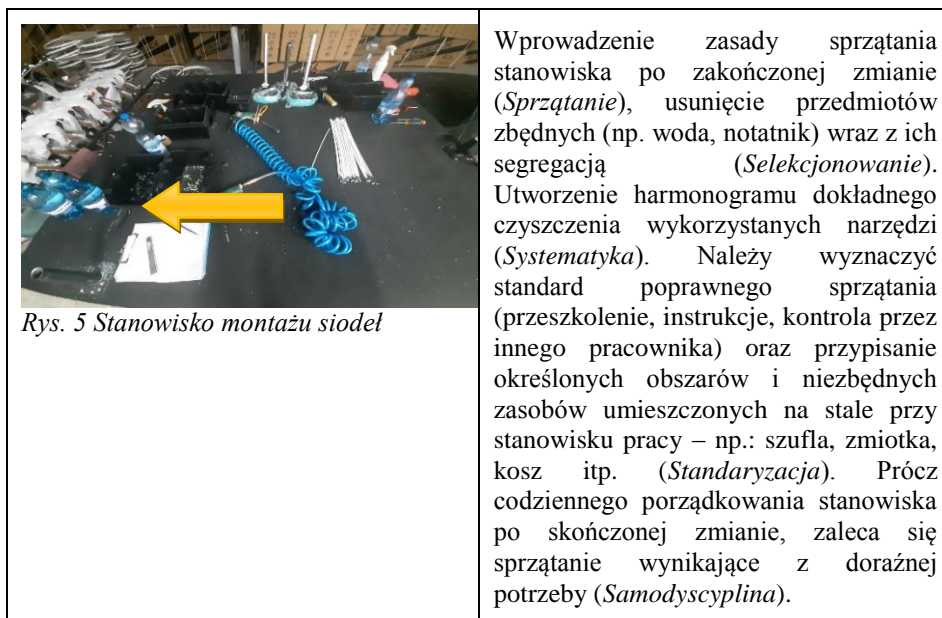 Rys. 5 Stanowisko montażu siodeł
Wprowadzenie zasady sprzątania
stanowiska po zakończonej zmianie
(Sprzątanie), usunięcie przedmiotów
zbędnych (np. woda, notatnik) wraz z ich
segregacją (Selekcjonowanie).
Utworzenie harmonogramu dokładnego
czyszczenia wykorzystanych narzędzi
(Systematyka). Należy wyznaczyć
standard poprawnego sprzątania
(przeszkolenie, instrukcje, kontrola przez
innego pracownika) oraz przypisanie
określonych obszarów i niezbędnych
zasobów umieszczonych na stale przy
stanowisku pracy – np.: szufla, zmiotka,
kosz itp. (Standaryzacja). Prócz
codziennego porządkowania stanowiska
po skończonej zmianie, zaleca się
sprzątanie wynikające z doraźnej
potrzeby (Samodyscyplina).